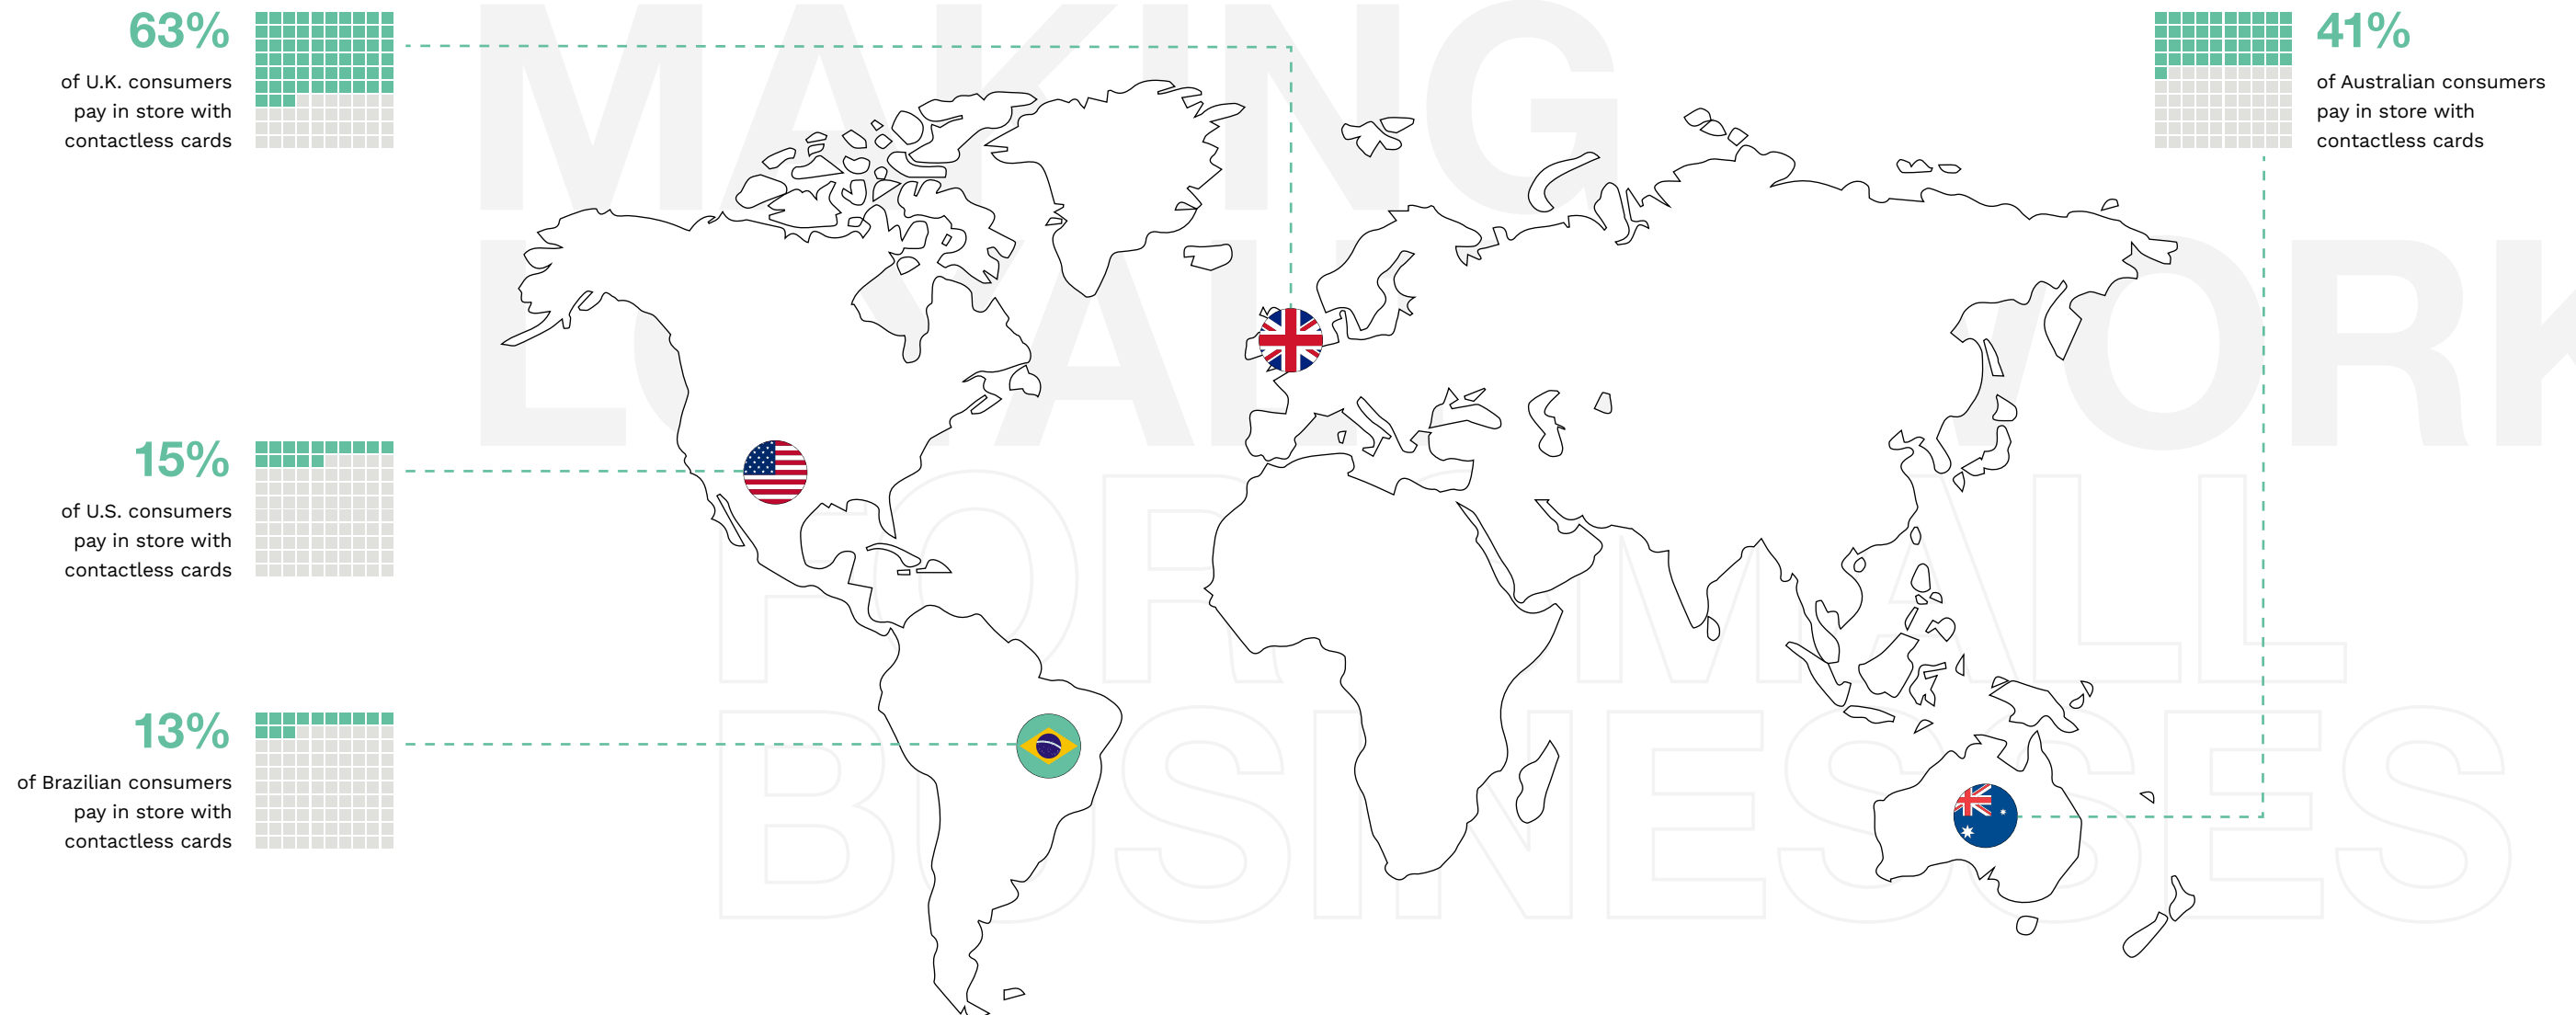 63%
of U.K. consumers
pay in store with
contactless cards
41%
of Australian consumers
pay in store with
contactless cards
15%
of U.S. consumers
pay in store with
contactless cards
13%
of Brazilian consumers
pay in store with
contactless cards
MAKING
LOYALTY WORK
FOR SMALL
BUSINESSES